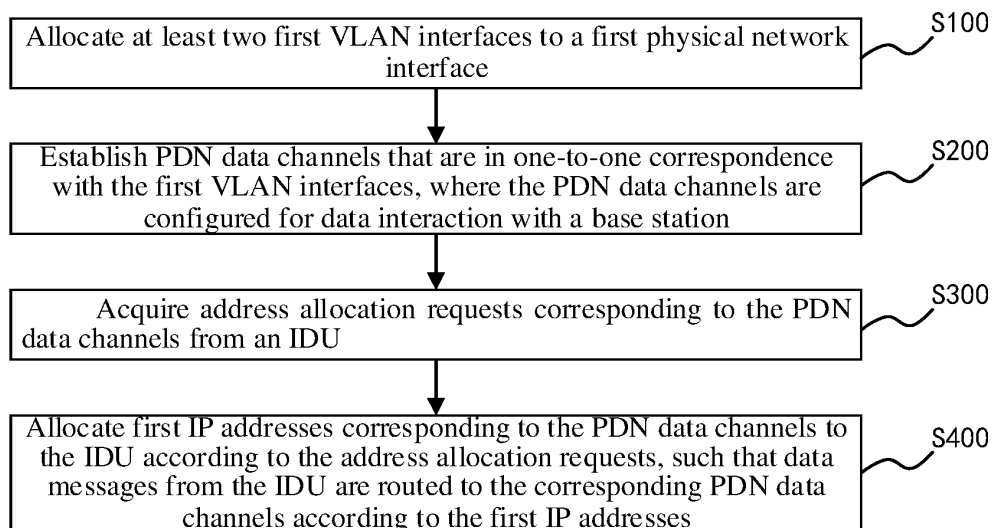 Allocate at least two first VLAN interfaces to a first physical network
interface
S100
Establish PDN data channels that are in one-to-one correspondence
with the first VLAN interfaces, where the PDN data channels are
configured for data interaction with a base station
S200
Acquire address allocation requests corresponding to the PDN
data channels from an IDU
S300
Allocate first IP addresses corresponding to the PDN data channels to
the IDU according to the address allocation requests, such that data
messages from the IDU are routed to the corresponding PDN data
channels according to the first IP addresses
S400